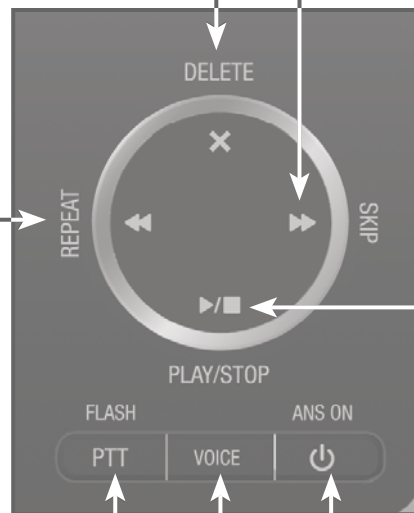 DELETE
REPEAT
SKIP
PLAY/STOP
FLASH
ANS ON
PTT
VOICE